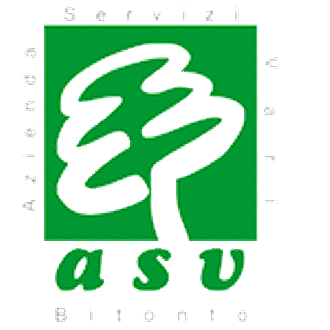 Azienda
Servizi
Vari
asv
Bitonto